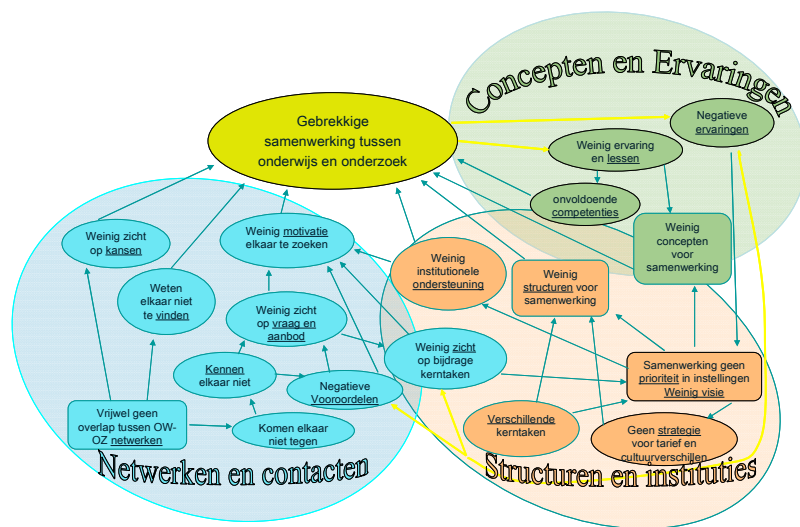 Concepten en Ervaringen
Gebrekkige
samenwerking tussen
onderwijs en onderzoek
Negatieve
ervaringen
Weinig ervaring
en lessen
onvoldoende
competenties
Weinig
concepten
voor
samenwerking
Weinig zicht
op kansen
Weinig motivatie
elkaar te zoeken
Weten
elkaar niet
te vinden
Weinig zicht
op vraag en
aanbod
Kennen
elkaar niet
Negatieve
Vooroordelen
Vrijwel geen
overlap tussen OW-
OZ netwerken
Komen elkaar
niet tegen
Netwerken en contacten
Weinig
institutionele
ondersteuning
Weinig
structuren voor
samenwerking
Weinig zicht
op bijdrage
kerntaken
Samenwerking geen
prioriteit in instellingen
Weinig visie
Verschillende
kerntaken
Geen strategie
voor tarief en
cultuurverschillen
Structuren en instituties